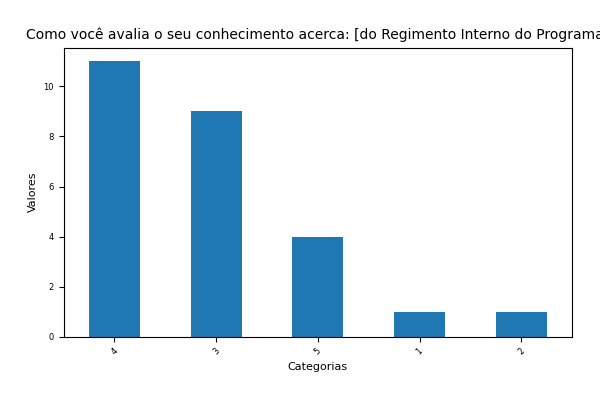 Como você avalia o seu conhecimento acerca: [do Regimento Interno do Programa
Valores
10
8
6
4
2
0
4 3 5 1 2
Categorias